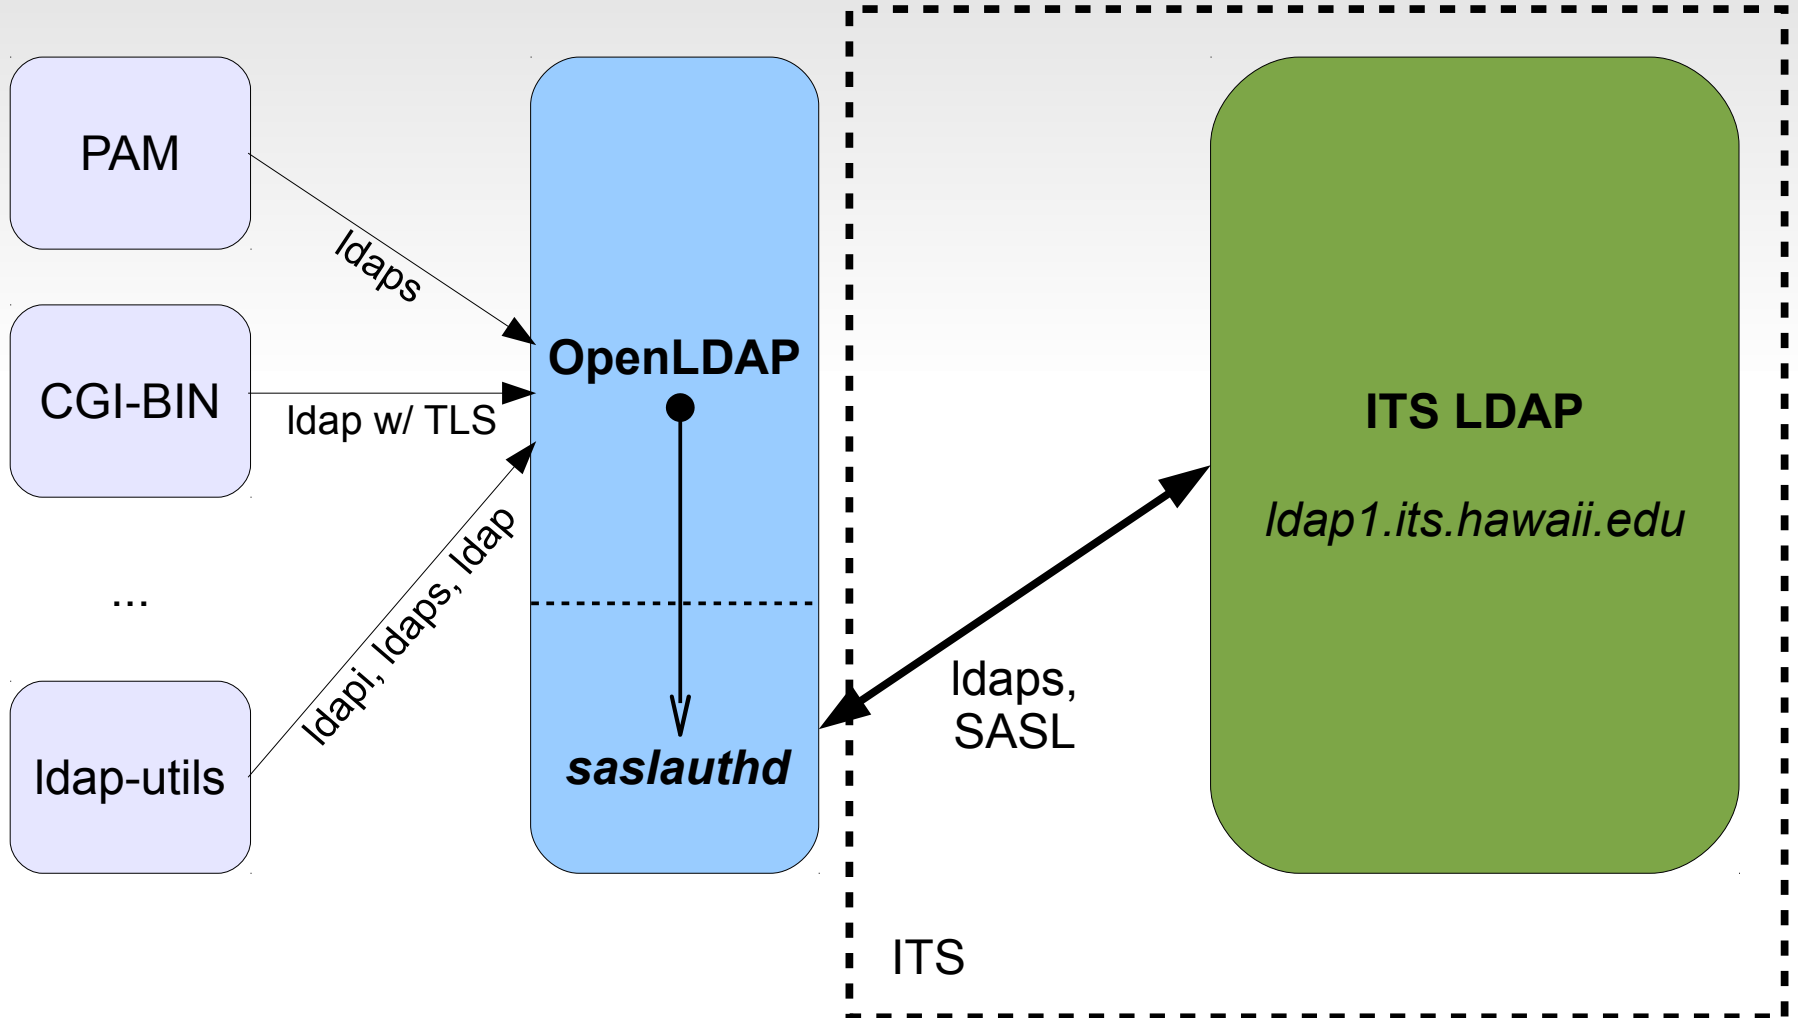 PAM
ldaps
OpenLDAP
CGI-BIN
ldap w/ TLS
ITS LDAP
ldap1.its.hawaii.edu
...
ldapi, ldaps, ldap
ldaps,
SASL
ldap-utils
saslauthd
ITS